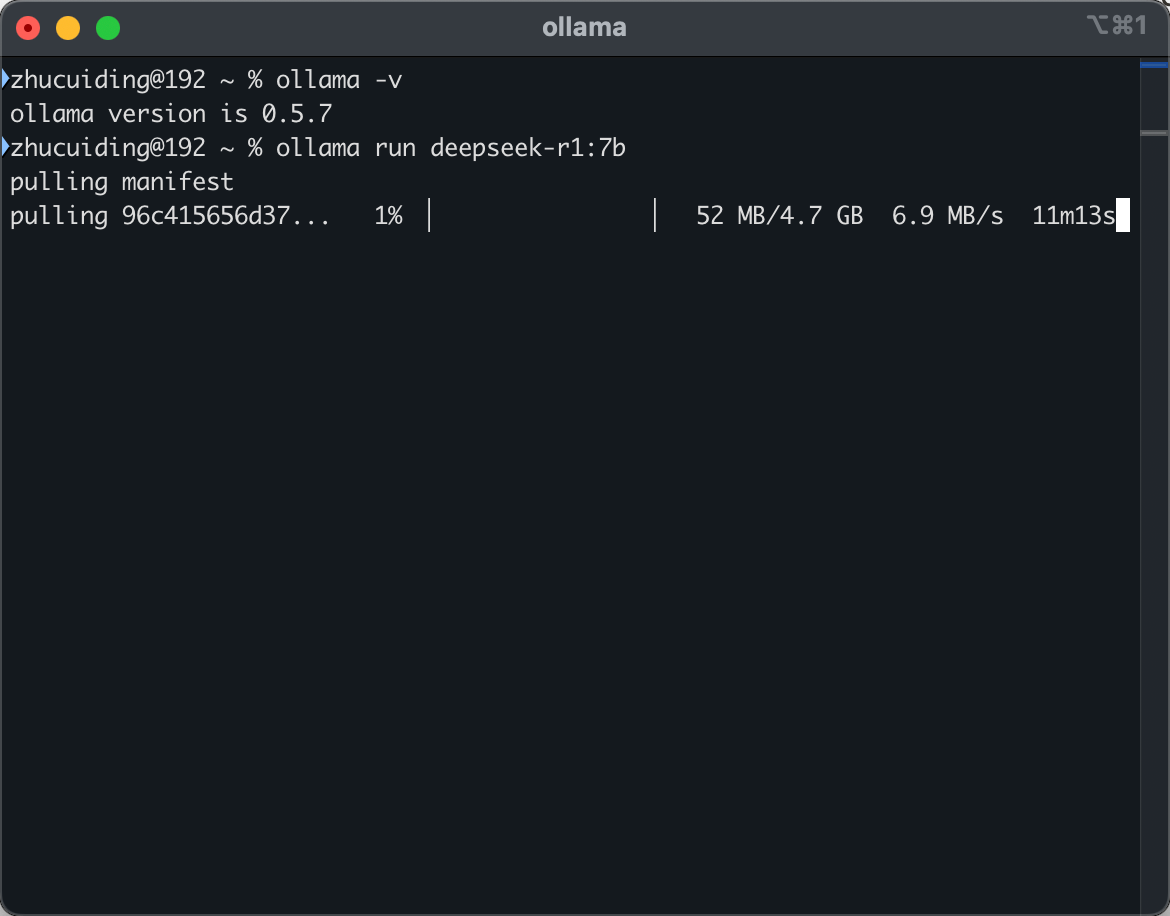 ollama
⌥⌘1
zhucuiding@192 ~ % ollama -v
ollama version is 0.5.7
zhucuiding@192 ~ % ollama run deepseek-r1:7b
pulling manifest
pulling 96c415656d37... 1% ▕ ▏ 52 MB/4.7 GB 6.9 MB/s 11m13s